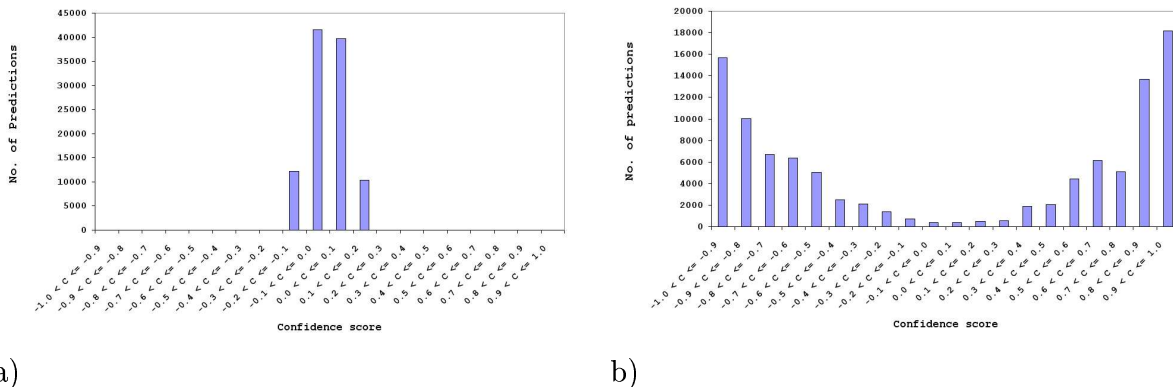 45000
40000
35000
30000
25000
20000
15000
10000
5000
0
No. of Predictions
-1.0 < C <= -0.9
-0.9 < C <= -0.8
-0.8 < C <= -0.7
-0.7 < C <= -0.6
-0.6 < C <= -0.5
-0.5 < C <= -0.4
-0.4 < C <= -0.3
-0.3 < C <= -0.2
-0.2 < C <= -0.1
-0.1 < C <= 0.0
0.0 < C <= 0.1
0.1 < C <= 0.2
0.2 < C <= 0.3
0.3 < C <= 0.4
0.4 < C <= 0.5
0.5 < C <= 0.6
0.6 < C <= 0.7
0.7 < C <= 0.8
0.8 < C <= 0.9
0.9 < C <= 1.0
Confidence score
a)
20000
18000
16000
14000
12000
10000
8000
6000
4000
2000
0
No. of predictions
-1.0 < C <= -0.9
-0.9 < C <= -0.8
-0.8 < C <= -0.7
-0.7 < C <= -0.6
-0.6 < C <= -0.5
-0.5 < C <= -0.4
-0.4 < C <= -0.3
-0.3 < C <= -0.2
-0.2 < C <= -0.1
-0.1 < C <= 0.0
0.0 < C <= 0.1
0.1 < C <= 0.2
0.2 < C <= 0.3
0.3 < C <= 0.4
0.4 < C <= 0.5
0.5 < C <= 0.6
0.6 < C <= 0.7
0.7 < C <= 0.8
0.8 < C <= 0.9
0.9 < C <= 1.0
Confidence score
b)